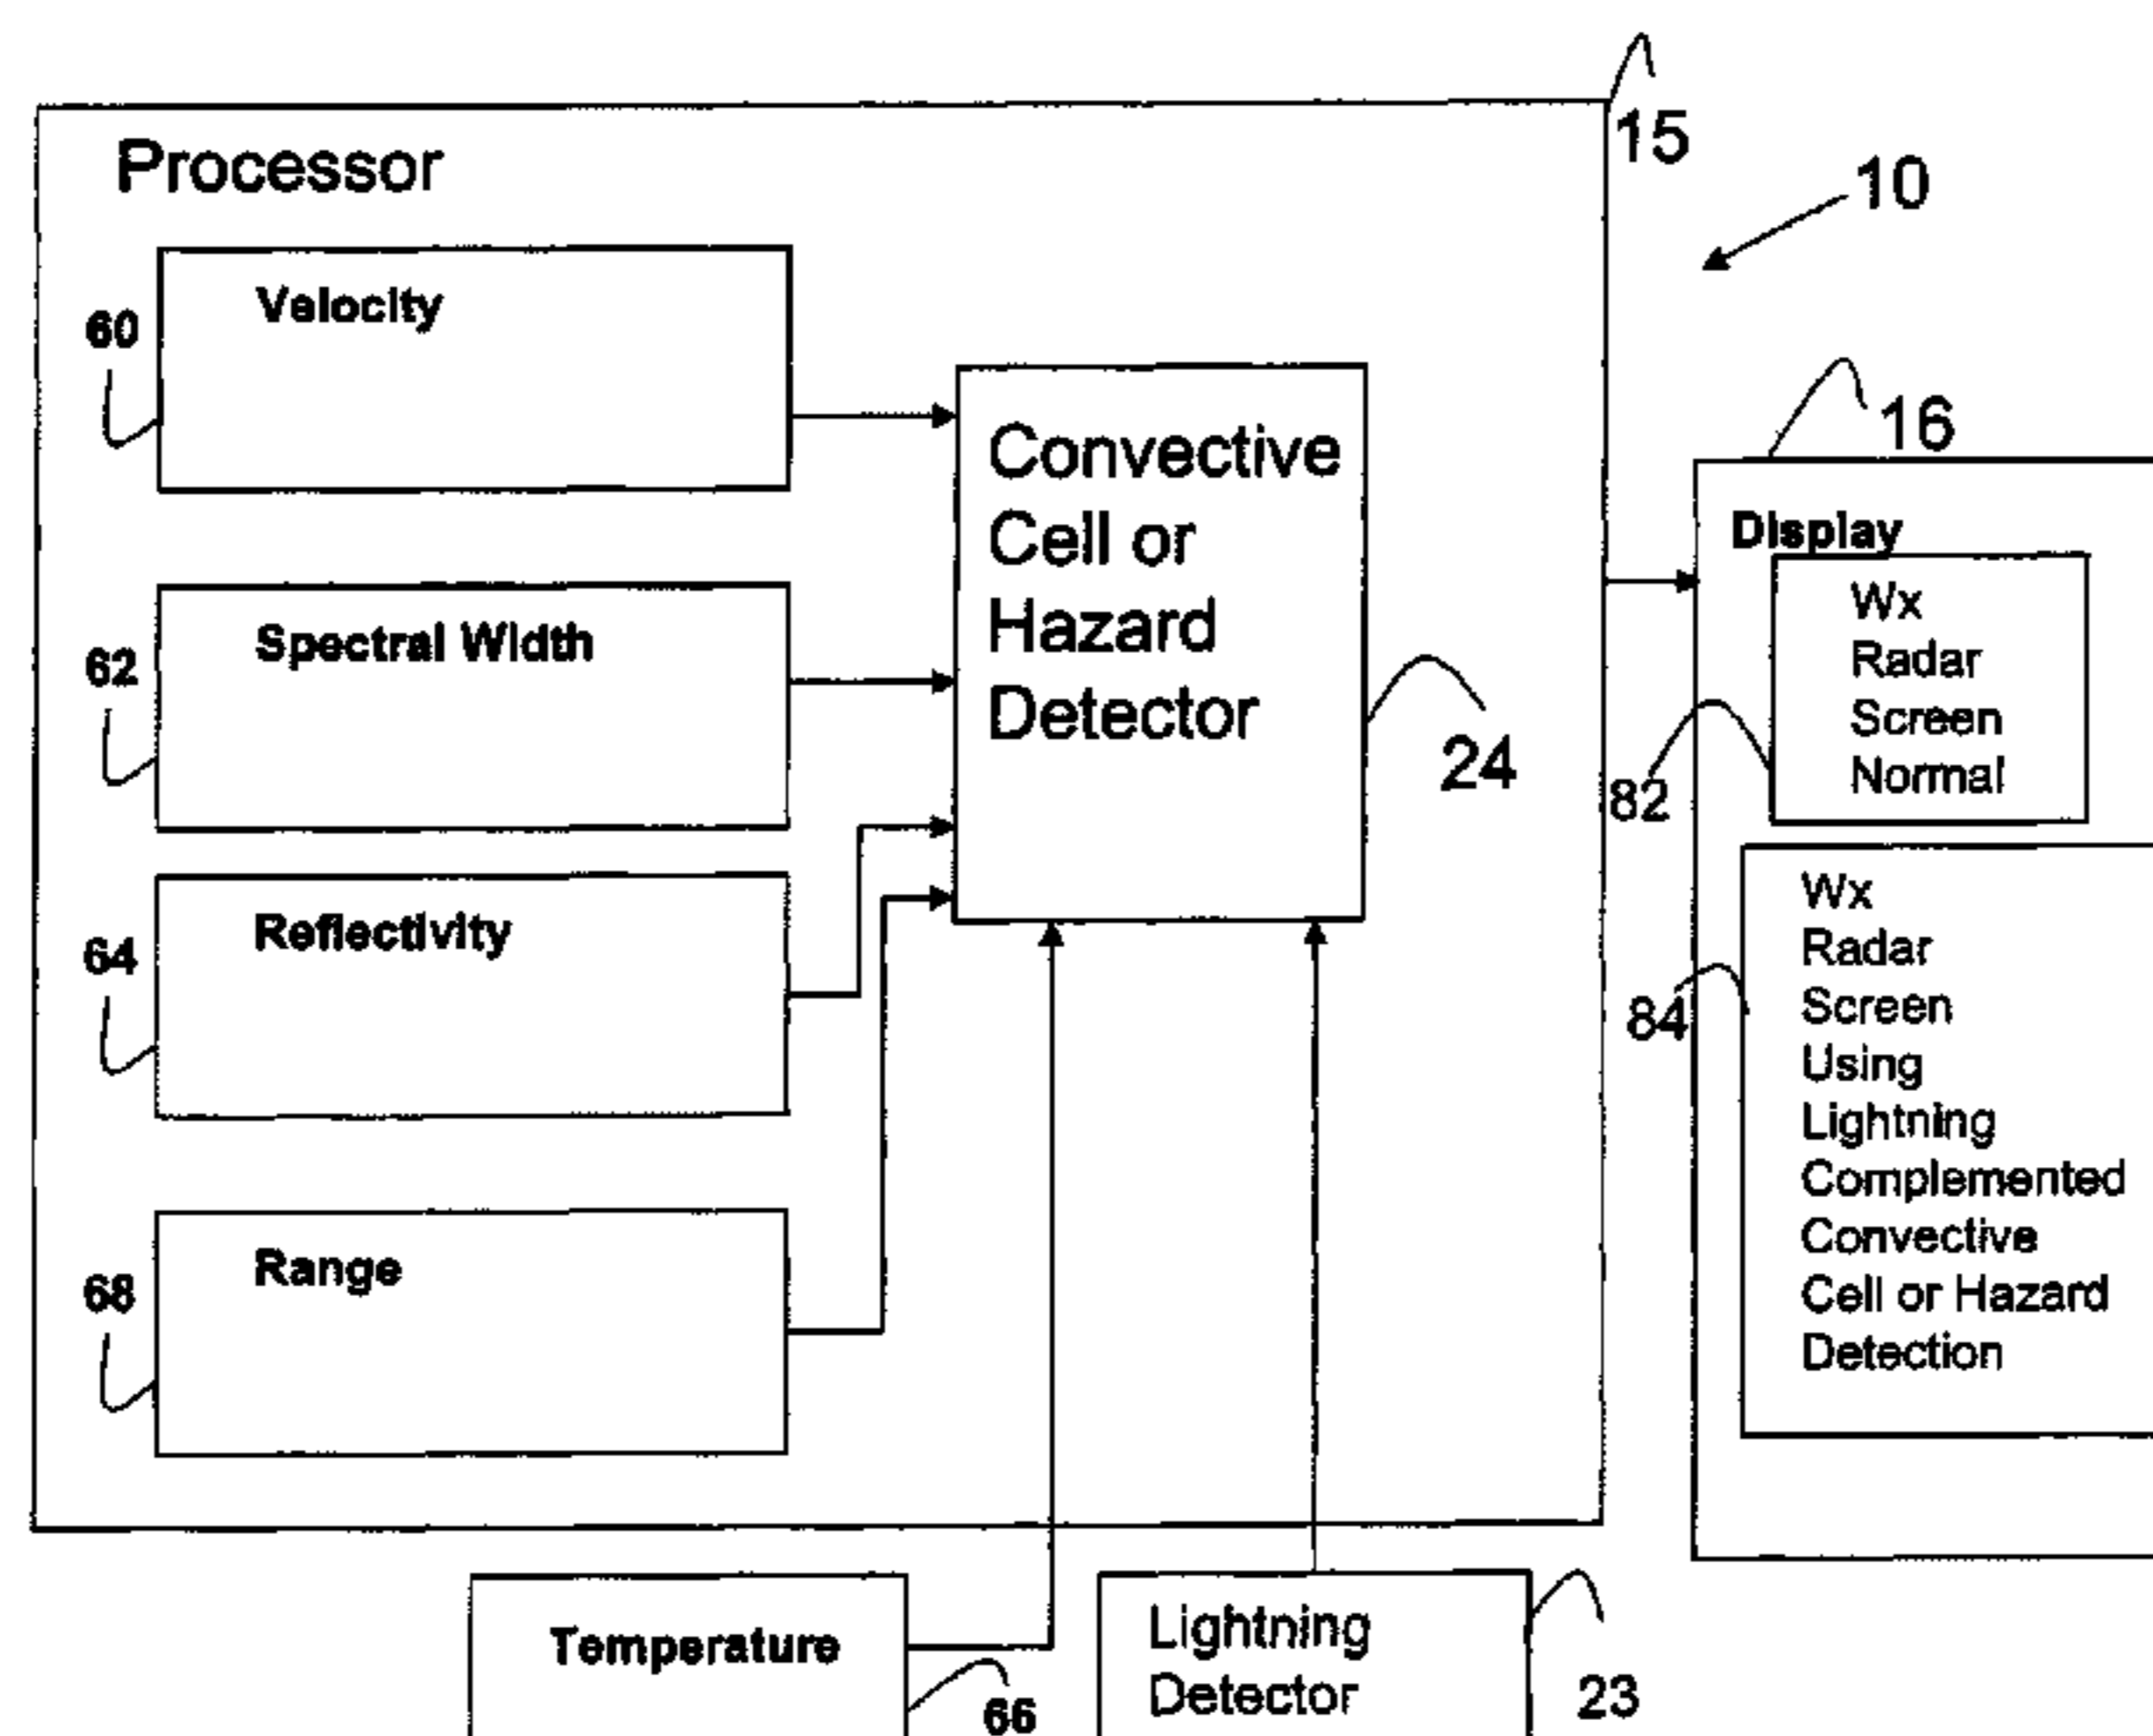 15
Processor
10
Velocity
60
Convective
Cell or
Hazard
Detector
24
Spectral Width
62
Reflectivity
64
Range
68
16
Display
Wx
Radar
Screen
Normal
82
Wx
Radar
Screen
Using
Lightning
Complemented
Convective
Cell or Hazard
Detection
84
Temperature
66
Lightning
Detector
23